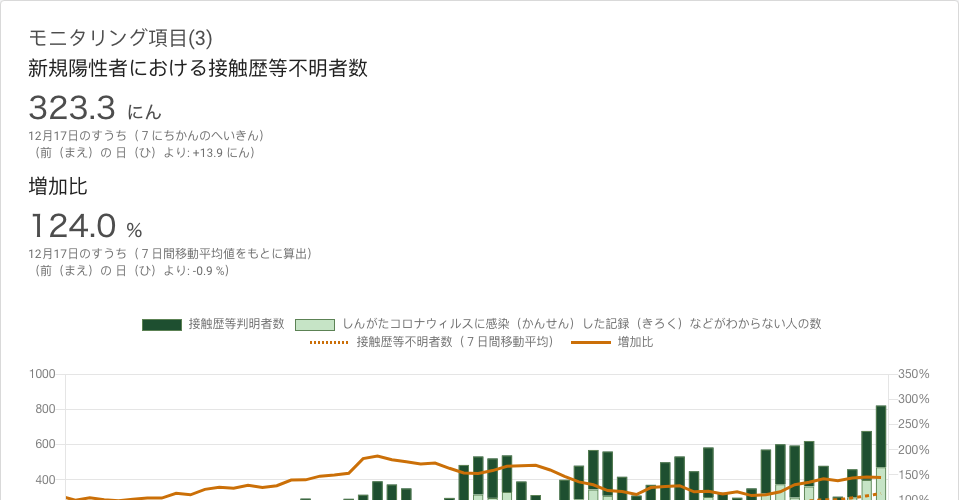 モニタリング項目(3)
新規陽性者における接触歴等不明者数
323.3 にん
12月17日のすうち（７にちかんのへいきん）
（前（まえ）の 日（ひ）より: +13.9 にん）
増加比
124.0 %
12月17日のすうち（７日間移動平均値をもとに算出）
（前（まえ）の 日（ひ）より: -0.9 %）
接触歴等判明者数 しんがたコロナウィルスに感染（かんせん）した記録（きろく）などがわからない人の数
接触歴等不明者数（７日間移動平均） 増加比
1000 350%
300%
800
250%
600 200%
150%
400
100%